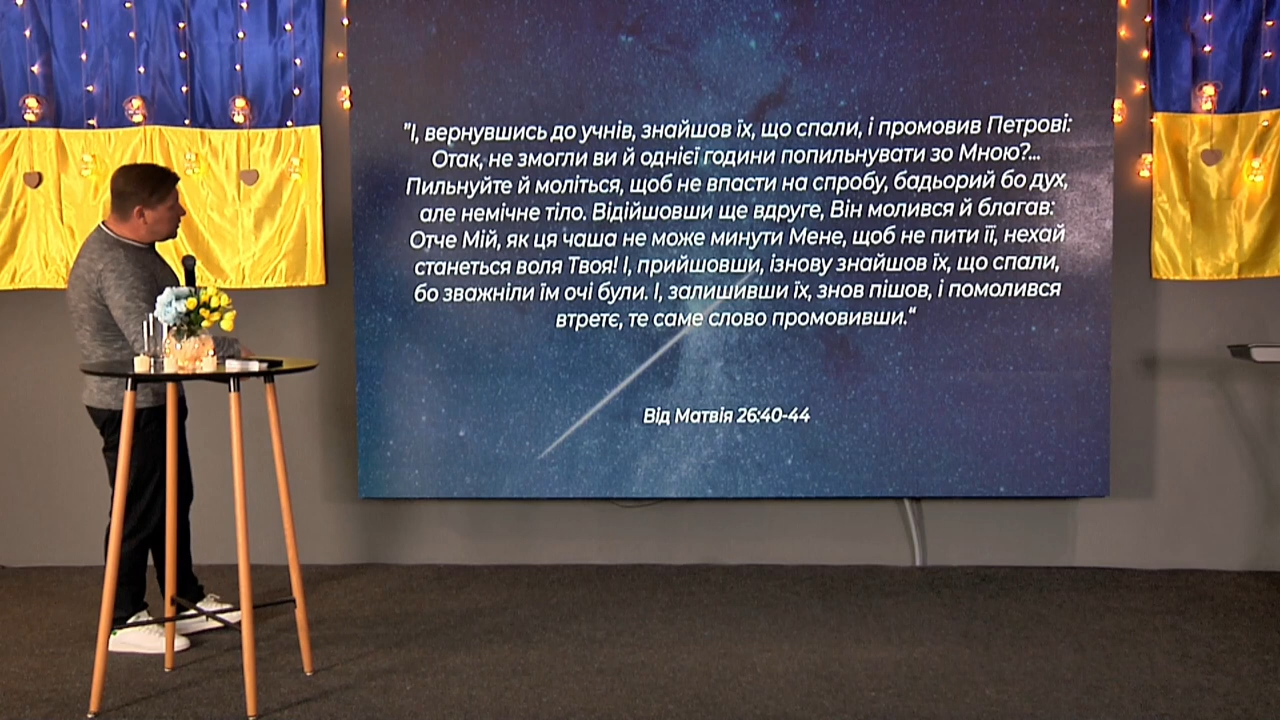 "І, вернувшись до учнів, знайшов їх, що спали, і промовив Петрові:
Отак, не змогли ви й однієї години попильнувати зо Мною?...
Пильнуйте й моліться, щоб не впасти на спробу, бадьорий бо дух,
але немічне тіло. Відійшовши ще вдруге, Він молився й благав:
Отче Мій, як ця чаша не може минути Мене, щоб не пити її, нехай
станеться воля Твоя! І, прийшовши, ізнову знайшов їх, що спали,
бо зважніли їм очі були. І, залишивши їх, знов пішов, і помолився
втретє, те саме слово промовивши.“
Від Матвія 26:40-44